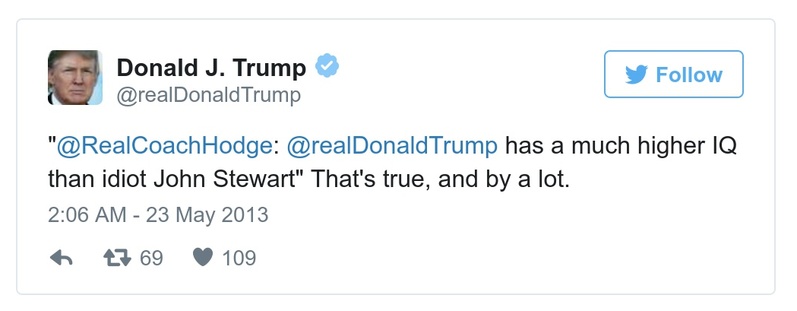 Donald J. Trump
@realDonaldTrump
Follow
"@RealCoachHodge: @realDonaldTrump has a much higher IQ
than idiot John Stewart" That's true, and by a lot.
2:06 AM - 23 May 2013
69 109